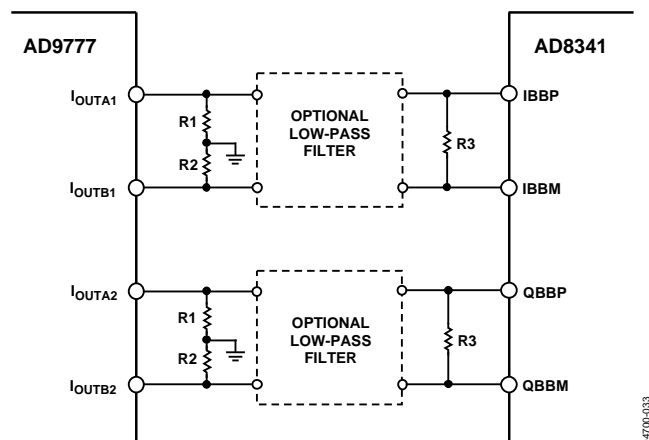 AD9777
AD8341
IOUTA1
R1
R2
IOUTB1
OPTIONAL
LOW-PASS
FILTER
R3
IBBP
IBBM
IOUTA2
R1
R2
IOUTB2
OPTIONAL
LOW-PASS
FILTER
R3
QBBP
QBBM
4700-033